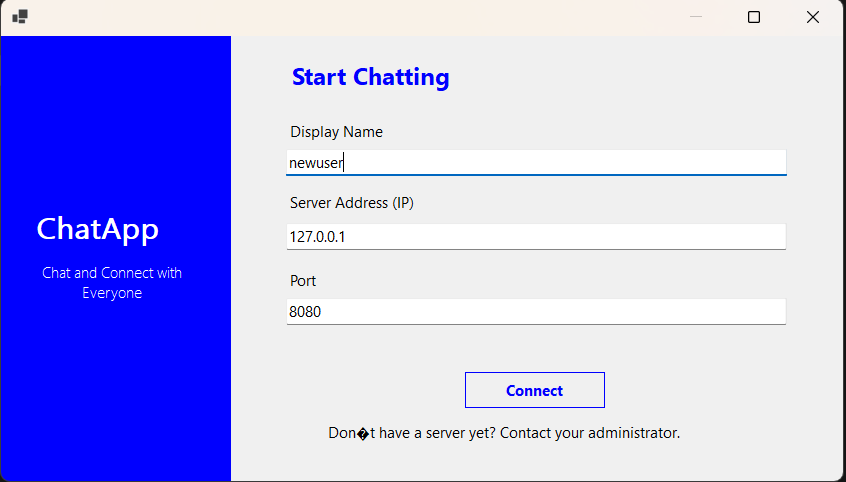 Start Chatting
Display Name
newuser
Server Address (IP)
127.0.0.1
Port
8080
Connect
Don�t have a server yet? Contact your administrator.
ChatApp
Chat and Connect with
Everyone